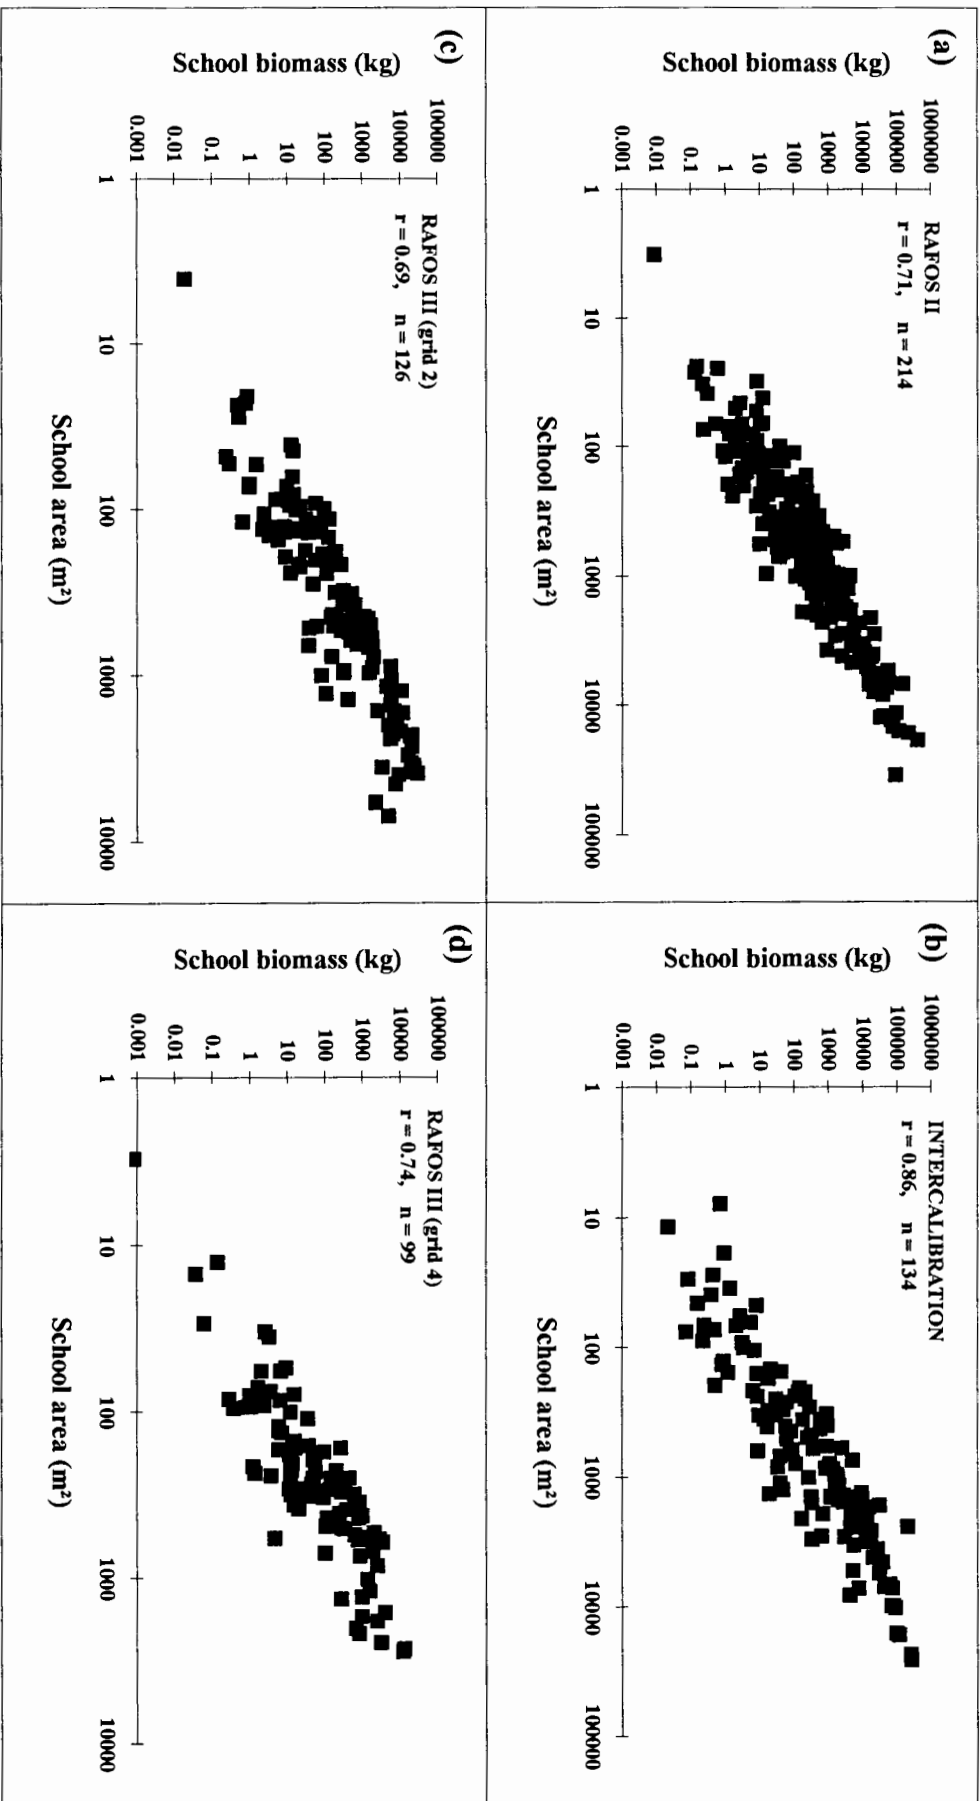 (a)
School biomass (kg)
1000000
100000
10000
1000
100
10
1
0.1
0.01
0.001
RAFOS II
r = 0.71, n = 214
1 10 100 1000 10000 100000
School area (m²)
(b)
School biomass (kg)
1000000
100000
10000
1000
100
10
1
0.1
0.01
0.001
INTERCALIBRATION
r = 0.86, n = 134
1 10 100 1000 10000 100000
School area (m²)
(c)
School biomass (kg)
100000
10000
1000
100
10
1
0.1
0.01
0.001
RAFOS III (grid 2)
r = 0.69, n = 126
1 10 100 1000 10000
School area (m²)
(d)
School biomass (kg)
100000
10000
1000
100
10
1
0.1
0.01
0.001
RAFOS III (grid 4)
r = 0.74, n = 99
1 10 100 1000 10000
School area (m²)